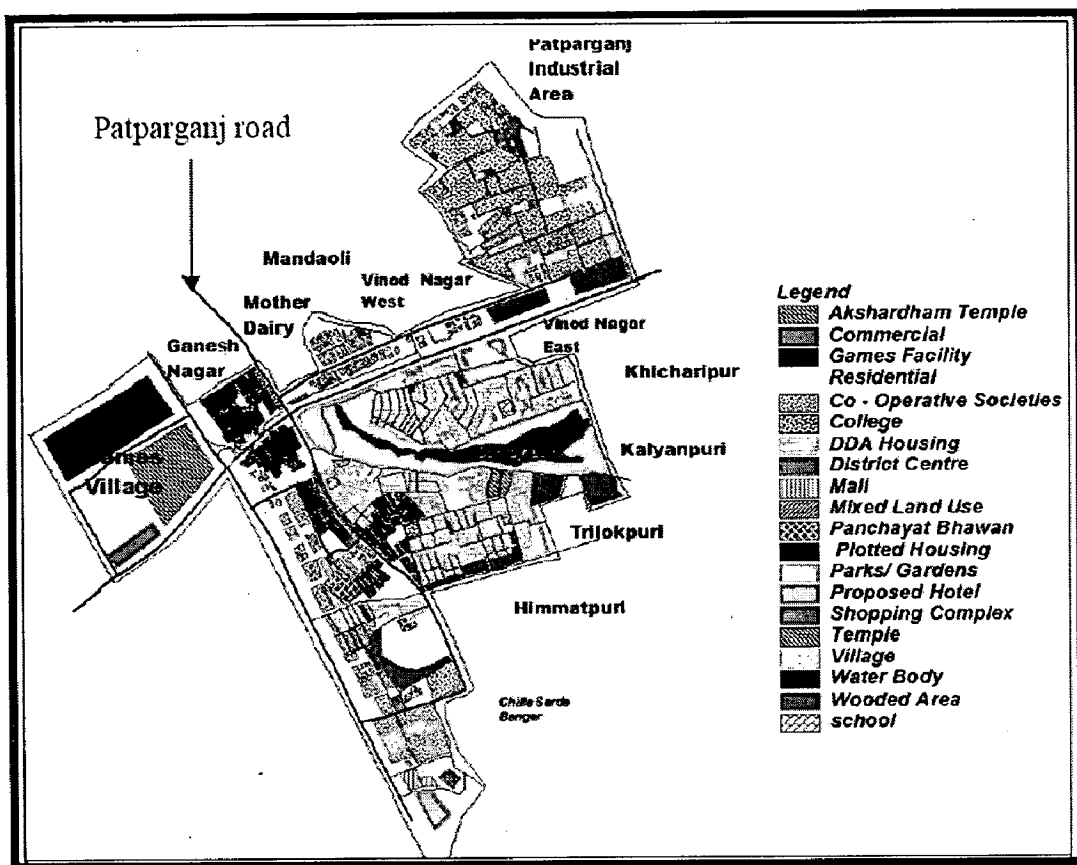 Patparganj
Industrial
Area
Patparganj road
Mandaoli
Vinod Nagar
West
Mother
Dairy
Vinod Nagar
East
Ganesh
Nagar
Khicharipur
Kalyanpuri
Village
Trilokpuri
Himmatpuri
Chilla Sarda
Bangar
Legend
Akshardham Temple
Commercial
Games Facility
Residential
Co - Operative Societies
College
DDA Housing
District Centre
Mall
Mixed Land Use
Panchayat Bhawan
Plotted Housing
Parks/ Gardens
Proposed Hotel
Shopping Complex
Temple
Village
Water Body
Wooded Area
school